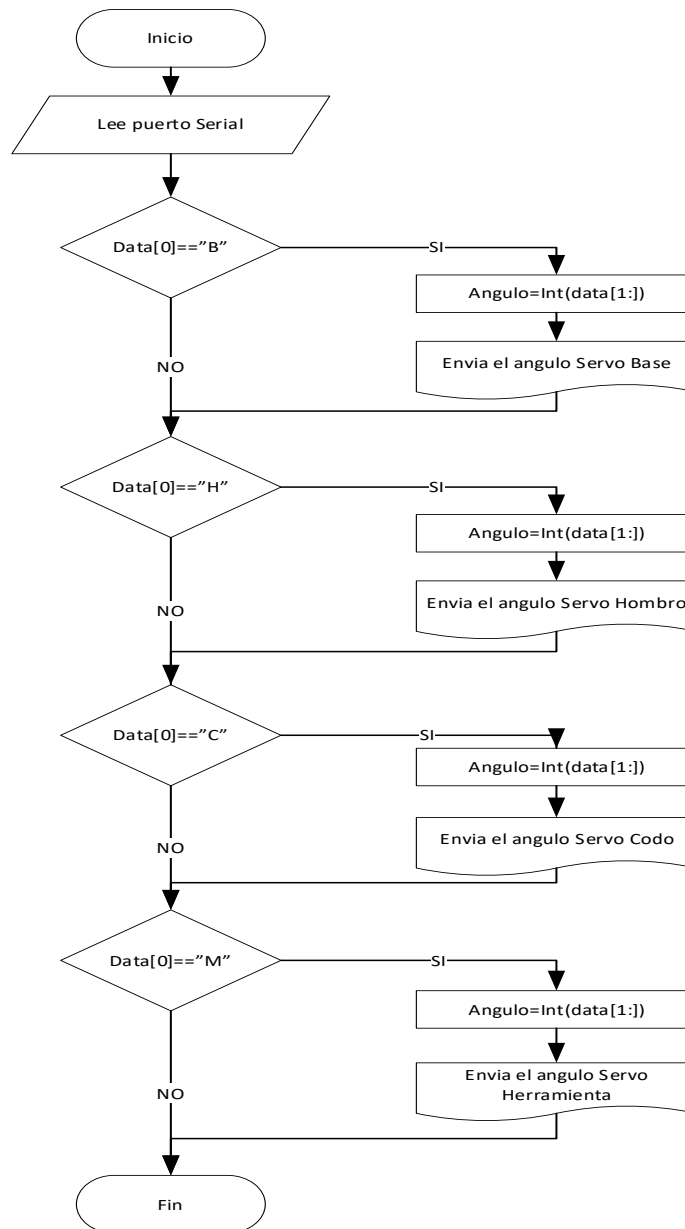 Inicio
Lee puerto Serial
Data[0]==”B”
SI
Angulo=Int(data[1:])
Envia el angulo Servo Base
NO
Data[0]==”H”
SI
Angulo=Int(data[1:])
Envia el angulo Servo Hombro
NO
Data[0]==”C”
SI
Angulo=Int(data[1:])
Envia el angulo Servo Codo
NO
Data[0]==”M”
SI
Angulo=Int(data[1:])
Envia el angulo Servo
Herramienta
NO
Fin